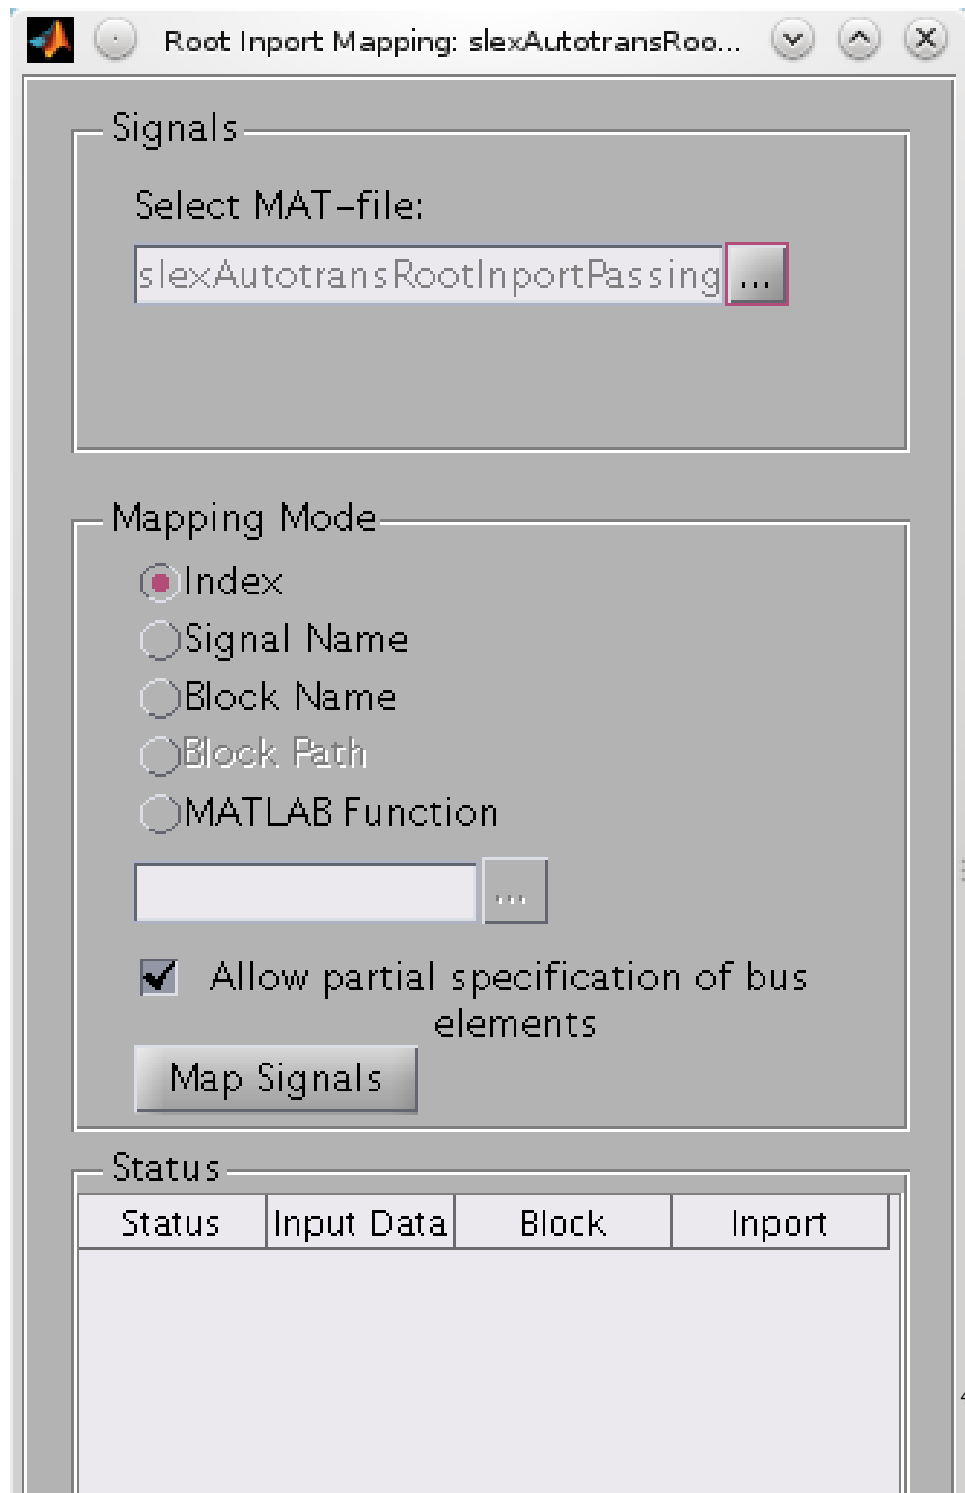 Root Inport Mapping: slexAutotransRoo...
Signals
Select MAT-file:
slexAutotransRootInportPassing
...
Mapping Mode
Index
Signal Name
Block Name
Block Path
MATLAB Function
...
Allow partial specification of bus
elements
Map Signals
Status
Status Input Data Block Inport